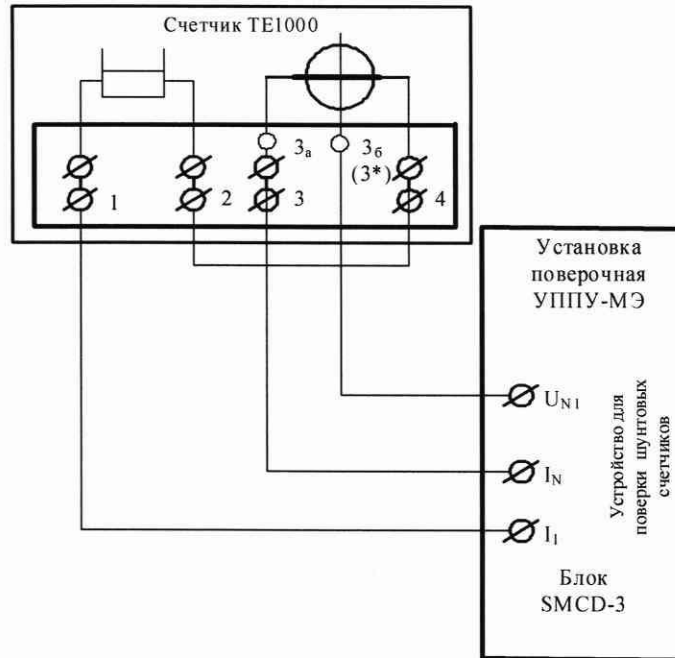 Счетчик ТЕ1000
3а
3б
(3*)
1
2
3
4
Установка
поверочная
УППУ-МЭ
UN1
IN
I1
Устройство для
поверки шунтовых
счетчиков
Блок
SMCD-3